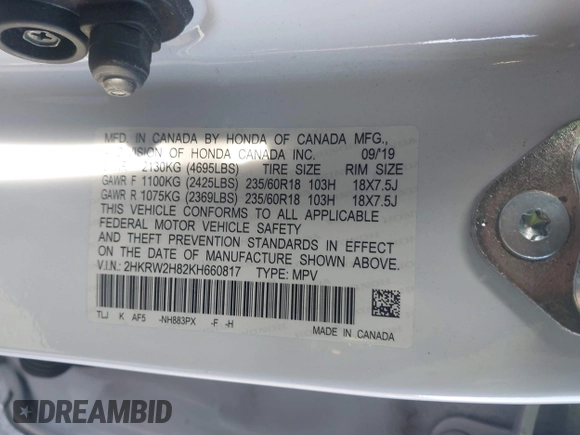 MFD. IN CANADA BY HONDA OF CANADA MFG.,
DIVISION OF HONDA CANADA INC. 09/'19
2130KG (4695LBS) TIRE SIZE RIM SIZE
GAWR F 1100KG (2425LBS) 235/60R18 103H 18X7.5J
GAWR R 1075KG (2369LBS) 235/60R18 103H 18X7.5J
THIS VEHICLE CONFORMS TO ALL APPLICABLE
FEDERAL MOTOR VEHICLE SAFETY
AND THEFT PREVENTION STANDARDS IN EFFECT
ON THE DATE OF MANUFACTURE SHOWN ABOVE.
V.I.N.: 2HKRW2H82KH660817 TYPE: MPV
TLJ K AF5 -NH883PX -F -H
MADE IN CANADA
DREAMBID